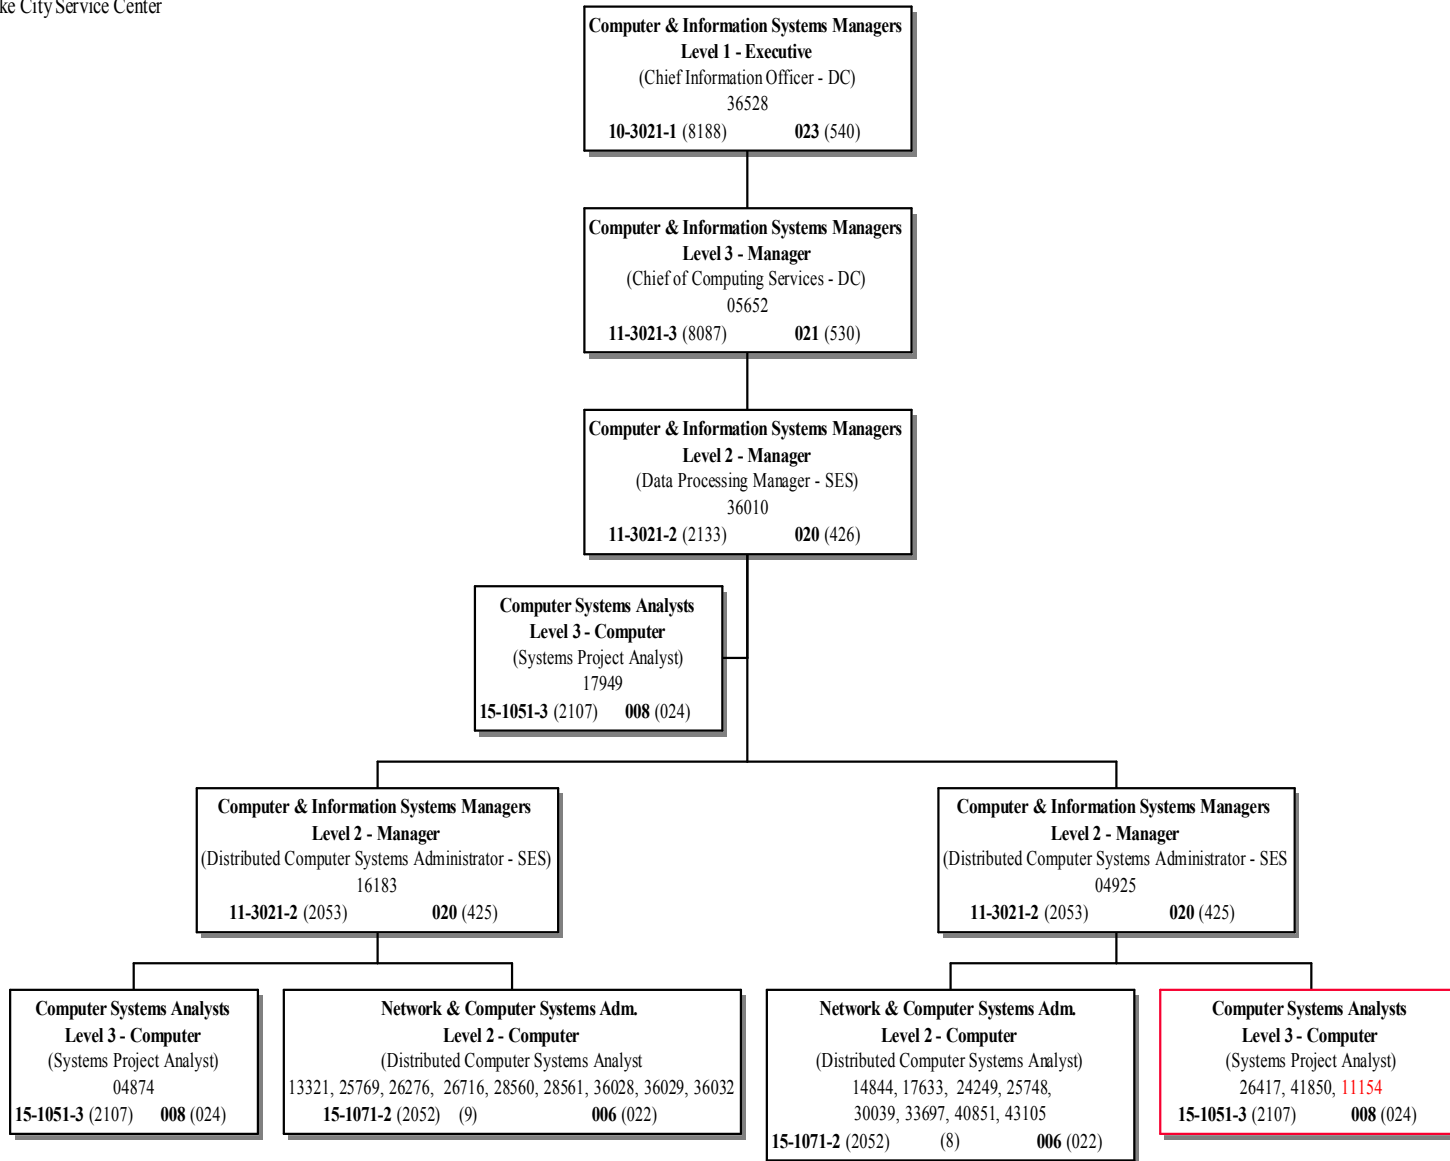 City Service Center
Computer & Information Systems Managers
Level 1 - Executive
(Chief Information Officer - DC)
36528
10-3021-1 (8188) 023 (540)
Computer & Information Systems Managers
Level 3 - Manager
(Chief of Computing Services - DC)
05652
11-3021-3 (8087) 021 (530)
Computer & Information Systems Managers
Level 2 - Manager
(Data Processing Manager - SES)
36010
11-3021-2 (2133) 020 (426)
Computer Systems Analysts
Level 3 - Computer
(Systems Project Analyst)
17949
15-1051-3 (2107) 008 (024)
Computer & Information Systems Managers
Level 2 - Manager
(Distributed Computer Systems Administrator - SES)
16183
11-3021-2 (2053) 020 (425)
Computer & Information Systems Managers
Level 2 - Manager
(Distributed Computer Systems Administrator - SES
04925
11-3021-2 (2053) 020 (425)
Computer Systems Analysts
Level 3 - Computer
(Systems Project Analyst)
04874
15-1051-3 (2107) 008 (024)
Network & Computer Systems Adm.
Level 2 - Computer
(Distributed Computer Systems Analyst
13321, 25769, 26276, 26716, 28560, 28561, 36028, 36029, 36032
15-1071-2 (2052) (9) 006 (022)
Network & Computer Systems Adm.
Level 2 - Computer
(Distributed Computer Systems Analyst)
14844, 17633, 24249, 25748,
30039, 33697, 40851, 43105
15-1071-2 (2052) (8) 006 (022)
Computer Systems Analysts
Level 3 - Computer
(Systems Project Analyst)
26417, 41850, 11154
15-1051-3 (2107) 008 (024)